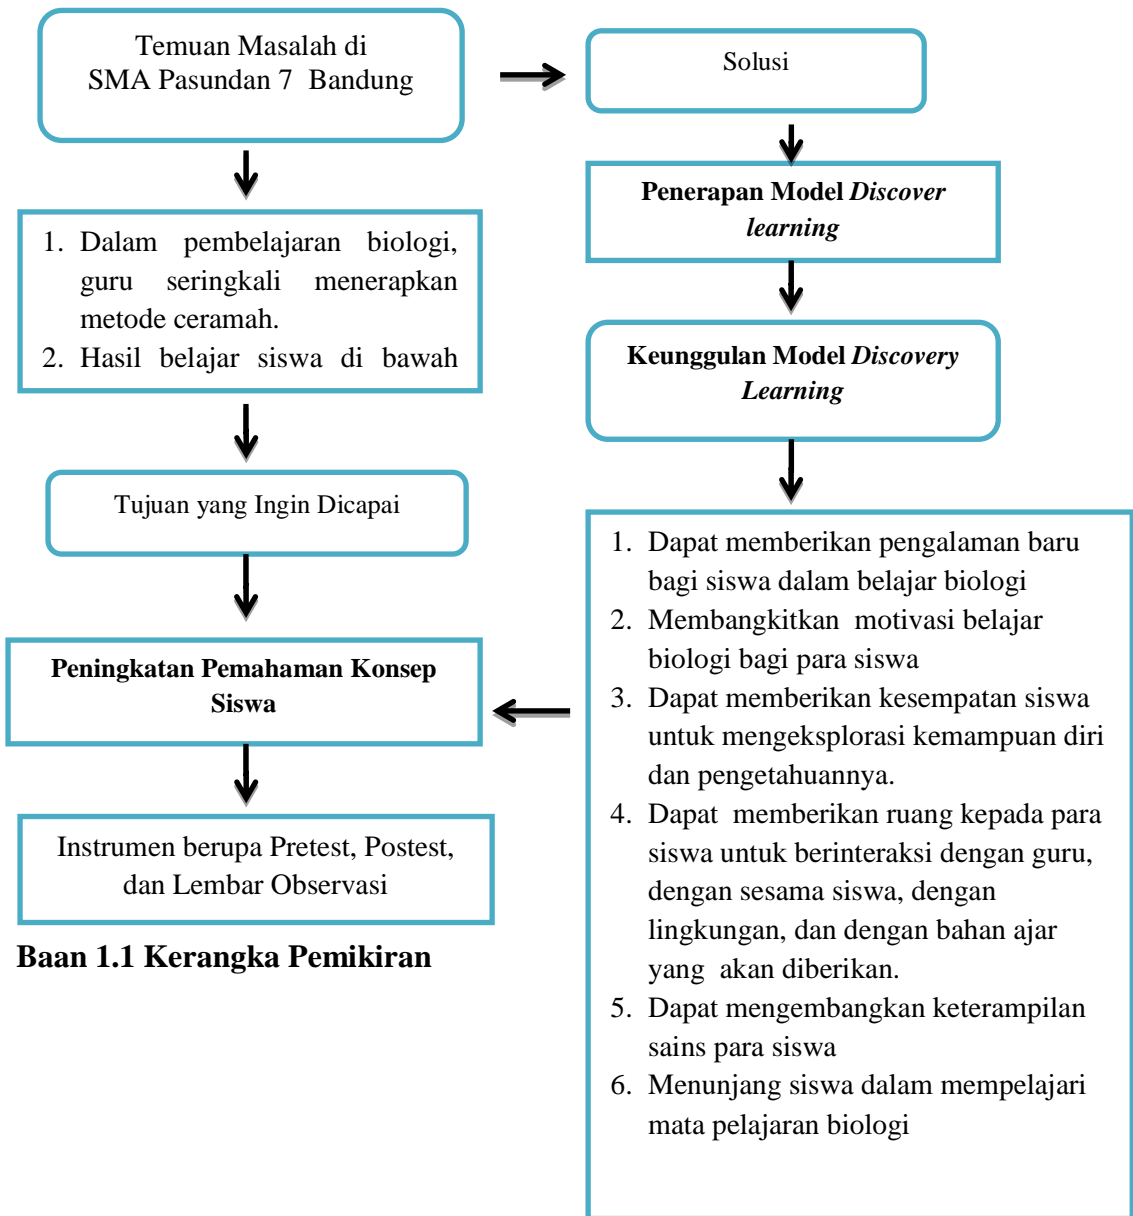 Temuan Masalah di
SMA Pasundan 7 Bandung
Solusi
Penerapan Model Discover
learning
1. Dalam pembelajaran biologi,
guru seringkali menerapkan
metode ceramah.
2. Hasil belajar siswa di bawah
Keunggulan Model Discovery
Learning
Tujuan yang Ingin Dicapai
1. Dapat memberikan pengalaman baru
bagi siswa dalam belajar biologi
2. Membangkitkan motivasi belajar
biologi bagi para siswa
3. Dapat memberikan kesempatan siswa
untuk mengeksplorasi kemampuan diri
dan pengetahuannya.
4. Dapat memberikan ruang kepada para
siswa untuk berinteraksi dengan guru,
dengan sesama siswa, dengan
lingkungan, dan dengan bahan ajar
yang akan diberikan.
5. Dapat mengembangkan keterampilan
sains para siswa
6. Menunjang siswa dalam mempelajari
mata pelajaran biologi
Peningkatan Pemahaman Konsep
Siswa
Instrumen berupa Pretest, Postest,
dan Lembar Observasi
Baan 1.1 Kerangka Pemikiran